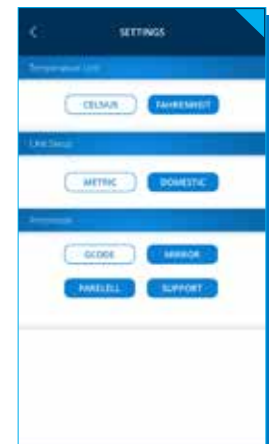 SETTINGS
Temperature Unit
CELSIUS FAHRENHEIT
Unit Setup
METRIC DOMESTIC
GCODE MIRROR
PARELELL SUPPORT